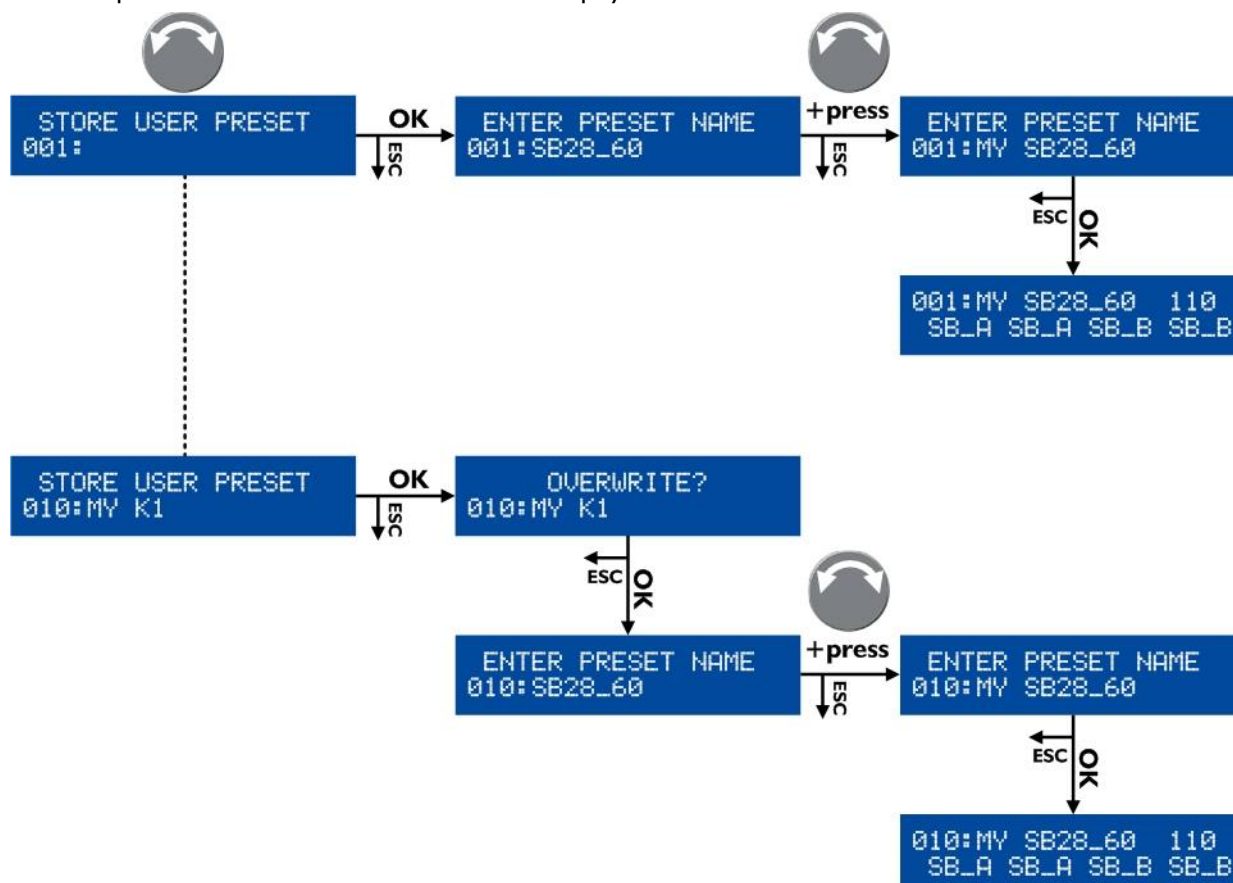 STORE USER PRESET
001:
OK
ESC
ENTER PRESET NAME
001:SB28_60
+press
ESC
ENTER PRESET NAME
001:MY SB28_60
ESC
OK
001:MY SB28_60 110
SB_A SB_A SB_B SB_B
STORE USER PRESET
010:MY K1
OK
ESC
OVERWRITE?
010:MY K1
ESC
OK
ENTER PRESET NAME
010:SB28_60
+press
ESC
ENTER PRESET NAME
010:MY SB28_60
ESC
OK
010:MY SB28_60 110
SB_A SB_A SB_B SB_B